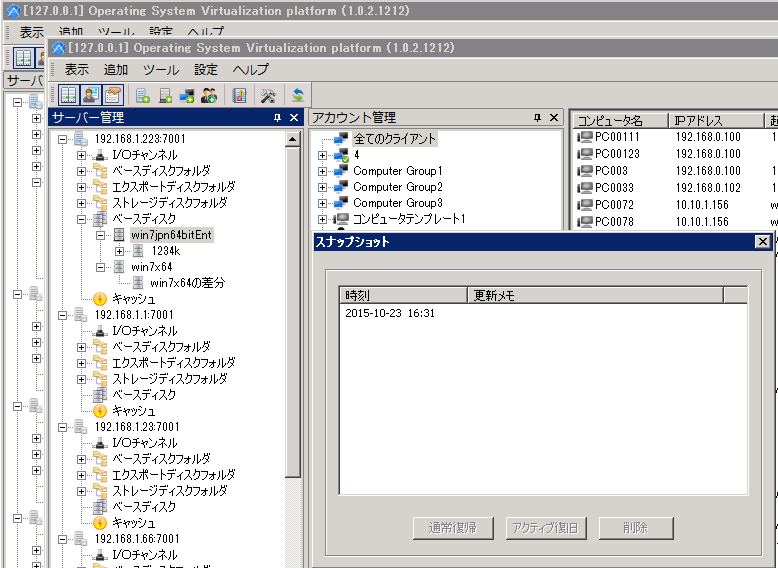 [127.0.0.1] Operating System Virtualization platform (1.0.2.1212)
表示 追加 ツール 設定 ヘルプ
[127.0.0.1] Operating System Virtualization platform (1.0.2.1212)
表示 追加 ツール 設定 ヘルプ
サーバ
サーバー管理
192.168.1.223:7001
I/Oチャンネル
ベースディスクフォルダ
エクスポートディスクフォルダ
ストレージディスクフォルダ
ベースディスク
win7jpn64bitEnt
1234k
win7x64
win7x64の差分
キャッシュ
192.168.1.1:7001
I/Oチャンネル
ベースディスクフォルダ
エクスポートディスクフォルダ
ストレージディスクフォルダ
ベースディスク
キャッシュ
192.168.1.23:7001
I/Oチャンネル
ベースディスクフォルダ
エクスポートディスクフォルダ
ストレージディスクフォルダ
ベースディスク
キャッシュ
192.168.1.66:7001
I/Oチャンネル
アカウント管理
全てのクライアント
4
Computer Group1
Computer Group2
Computer Group3
コンピュータテンプレート1
コンピュータ名 IPアドレス
PC00111 192.168.0.100 1
PC00123 192.168.0.100
PC003 192.168.0.100 1
PC0033 192.168.0.102 1
PC0072 10.10.1.156 w
PC0078 10.10.1.156 w
スナップショット
時刻 更新メモ
2015-10-23 16:31
通常復帰 アクティブ復旧 削除